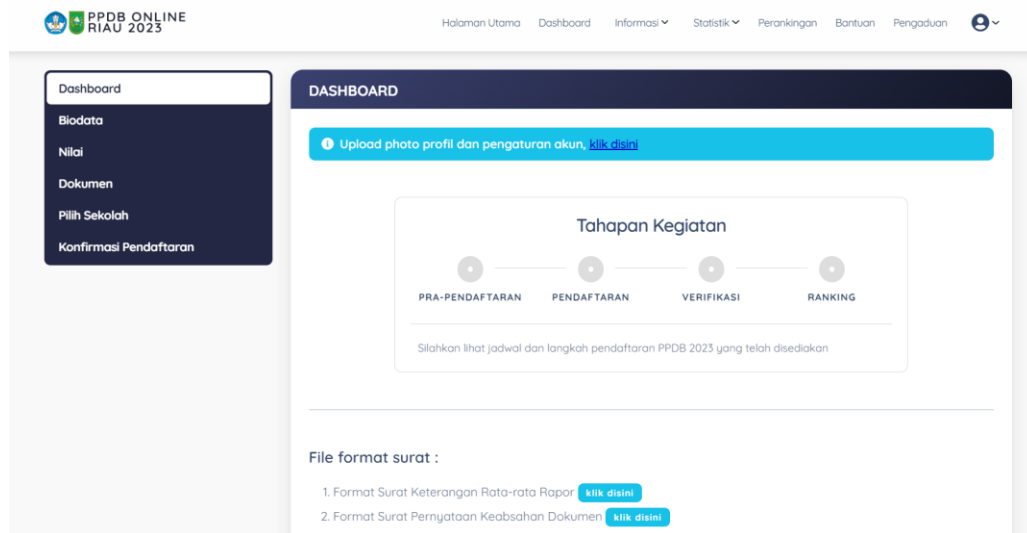 PPDB ONLINE
RIAU 2023
Halaman Utama Dashboard Informasi Statistik Perankingan Bantuan Pengaduan
Dashboard
Biodata
Nilai
Dokumen
Pilih Sekolah
Konfirmasi Pendaftaran
DASHBOARD
Upload photo profil dan pengaturan akun, klik disini
Tahapan Kegiatan
PRA-PENDAFTARAN PENDAFTARAN VERIFIKASI RANKING
Silahkan lihat jadwal dan langkah pendaftaran PPDB 2023 yang telah disediakan
File format surat :
1. Format Surat Keterangan Rata-rata Rapor klik disini
2. Format Surat Pernyataan Keabsahan Dokumen klik disini